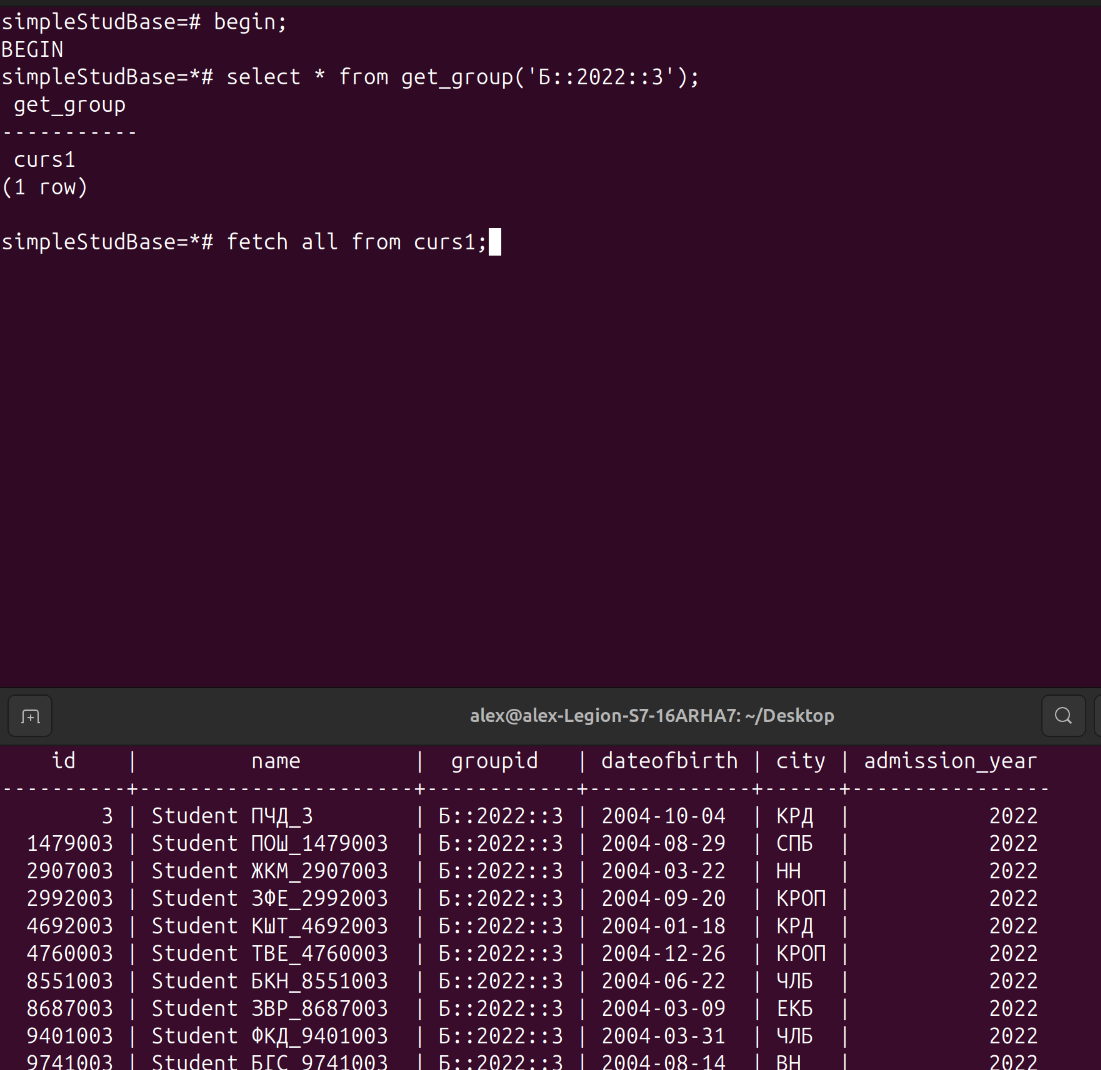 simpleStudBase=# begin;
BEGIN
simpleStudBase=*# select * from get_group('Б::2022::3');
get_group
-----------
curs1
(1 row)
simpleStudBase=*# fetch all from curs1;
alex@alex-Legion-S7-16ARHA7: ~/Desktop
id | name | groupid | dateofbirth | city | admission_year
----------+----------------------+------------+-------------+------+----------------
3 | Student ПЧД_3 | Б::2022::3 | 2004-10-04 | КРД | 2022
1479003 | Student ПОШ_1479003 | Б::2022::3 | 2004-08-29 | СПБ | 2022
2907003 | Student ЖКМ_2907003 | Б::2022::3 | 2004-03-22 | НН | 2022
2992003 | Student ЗФЕ_2992003 | Б::2022::3 | 2004-09-20 | КРОП | 2022
4692003 | Student КШТ_4692003 | Б::2022::3 | 2004-01-18 | КРД | 2022
4760003 | Student ТВЕ_4760003 | Б::2022::3 | 2004-12-26 | КРОП | 2022
8551003 | Student БКН_8551003 | Б::2022::3 | 2004-06-22 | ЧЛБ | 2022
8687003 | Student ЗВР_8687003 | Б::2022::3 | 2004-03-09 | ЕКБ | 2022
9401003 | Student ФКД_9401003 | Б::2022::3 | 2004-03-31 | ЧЛБ | 2022
9741003 | Student БГС_9741003 | Б::2022::3 | 2004-08-14 | ВН | 2022